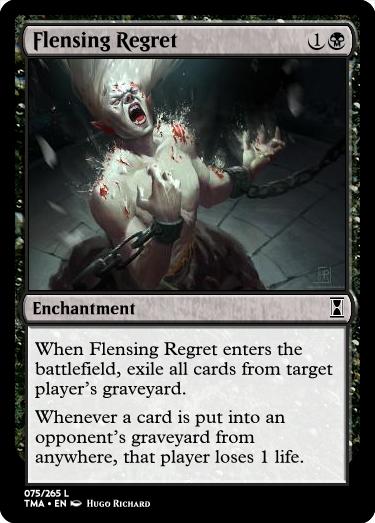 Flensing Regret 1
Enchantment
When Flensing Regret enters the
battlefield, exile all cards from target
player's graveyard.
Whenever a card is put into an
opponent's graveyard from
anywhere, that player loses 1 life.
075/265 L
TMA • EN Hugo Richard